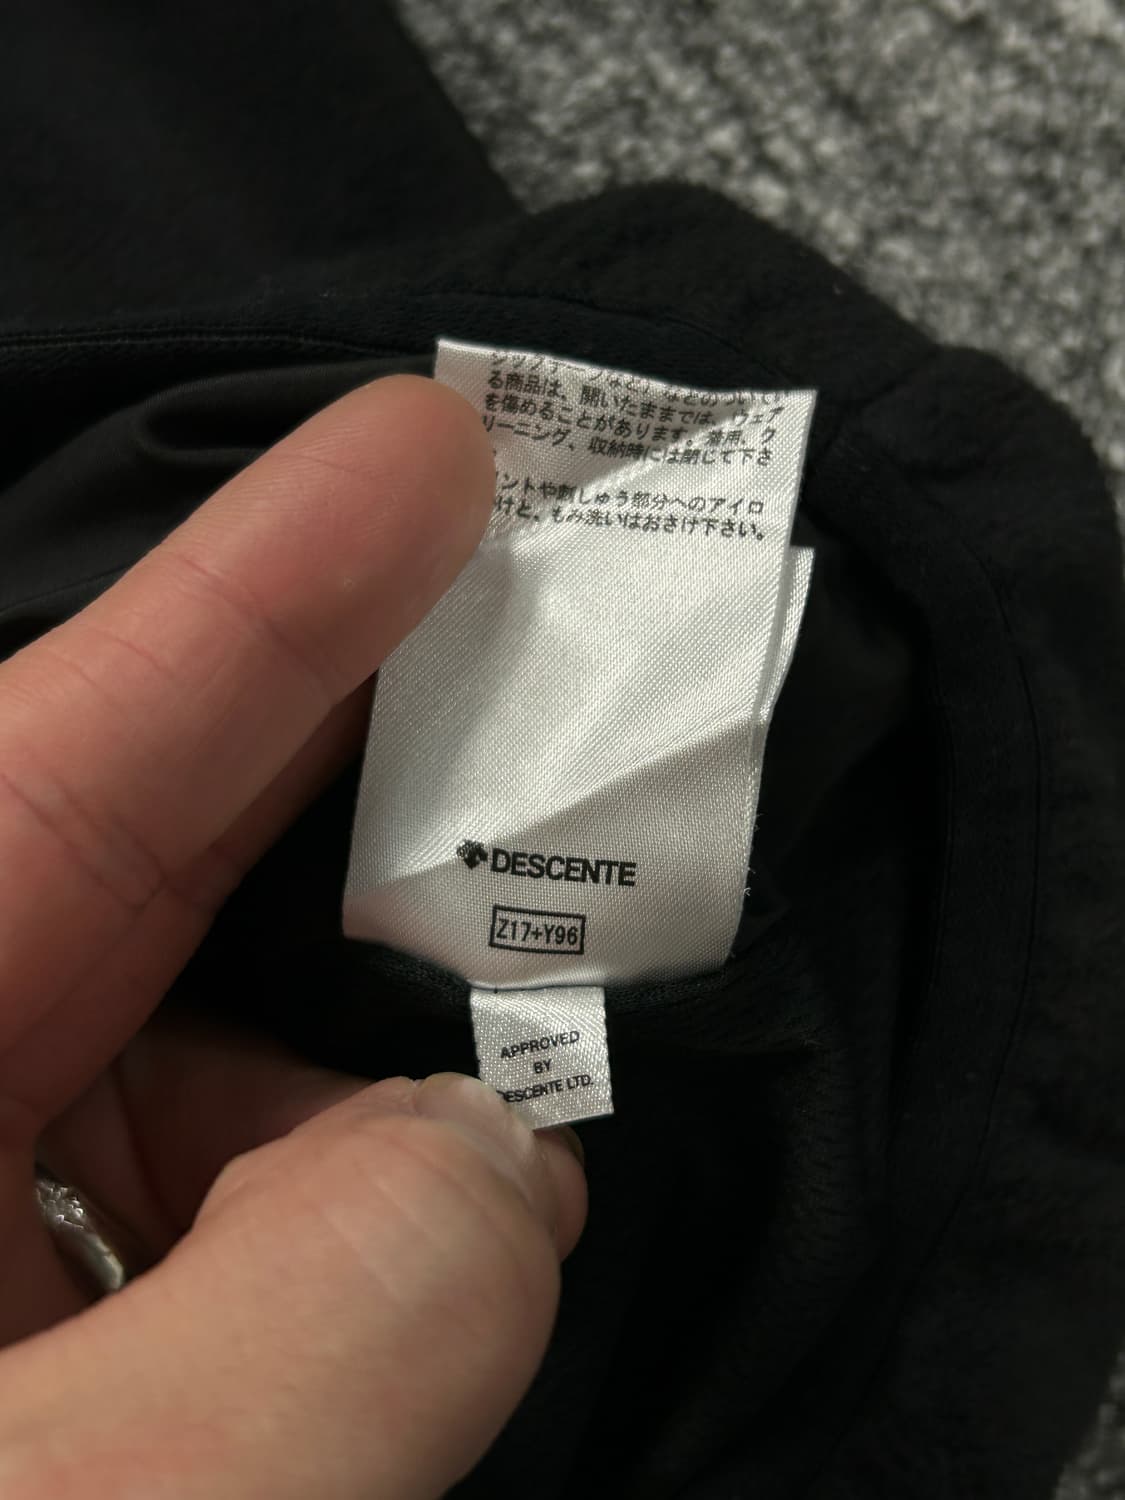 る商品は、開いたままでは、ウェア
を傷めることがあります。着用、ク
リーニング、収納時には閉じて下さ
ントや刺しゅう部分へのアイロ
けと、もみ洗いはおさけ下さい。
DESCENTE
Z17+Y96
APPROVED
BY
DESCENTE LTD.